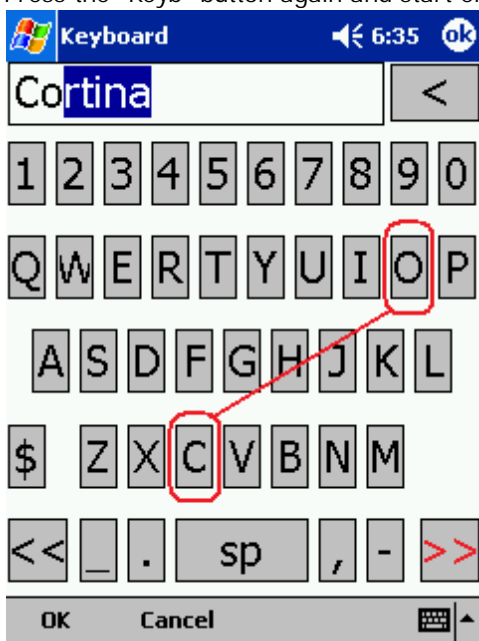 Press the "Keyb" button again and start of
Keyboard 6:35 ok
Cortina <
1 2 3 4 5 6 7 8 9 0
Q W E R T Y U I O P
A S D F G H J K L
$ Z X C V B N M
<< _ . sp , - >>
OK Cancel